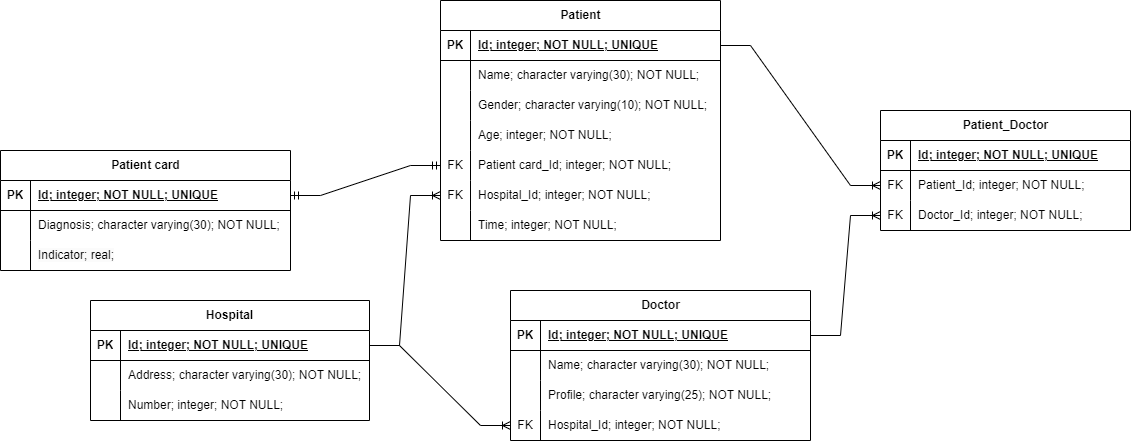 Patient
PK Id; integer; NOT NULL; UNIQUE
Name; character varying(30); NOT NULL;
Gender; character varying(10); NOT NULL;
Age; integer; NOT NULL;
FK Patient card_Id; integer; NOT NULL;
FK Hospital_Id; integer; NOT NULL;
Time; integer; NOT NULL;
Patient_Doctor
PK Id; integer; NOT NULL; UNIQUE
FK Patient_Id; integer; NOT NULL;
FK Doctor_Id; integer; NOT NULL;
Patient card
PK Id; integer; NOT NULL; UNIQUE
Diagnosis; character varying(30); NOT NULL;
Indicator; real;
Hospital
PK Id; integer; NOT NULL; UNIQUE
Address; character varying(30); NOT NULL;
Number; integer; NOT NULL;
Doctor
PK Id; integer; NOT NULL; UNIQUE
Name; character varying(30); NOT NULL;
Profile; character varying(25); NOT NULL;
FK Hospital_Id; integer; NOT NULL;